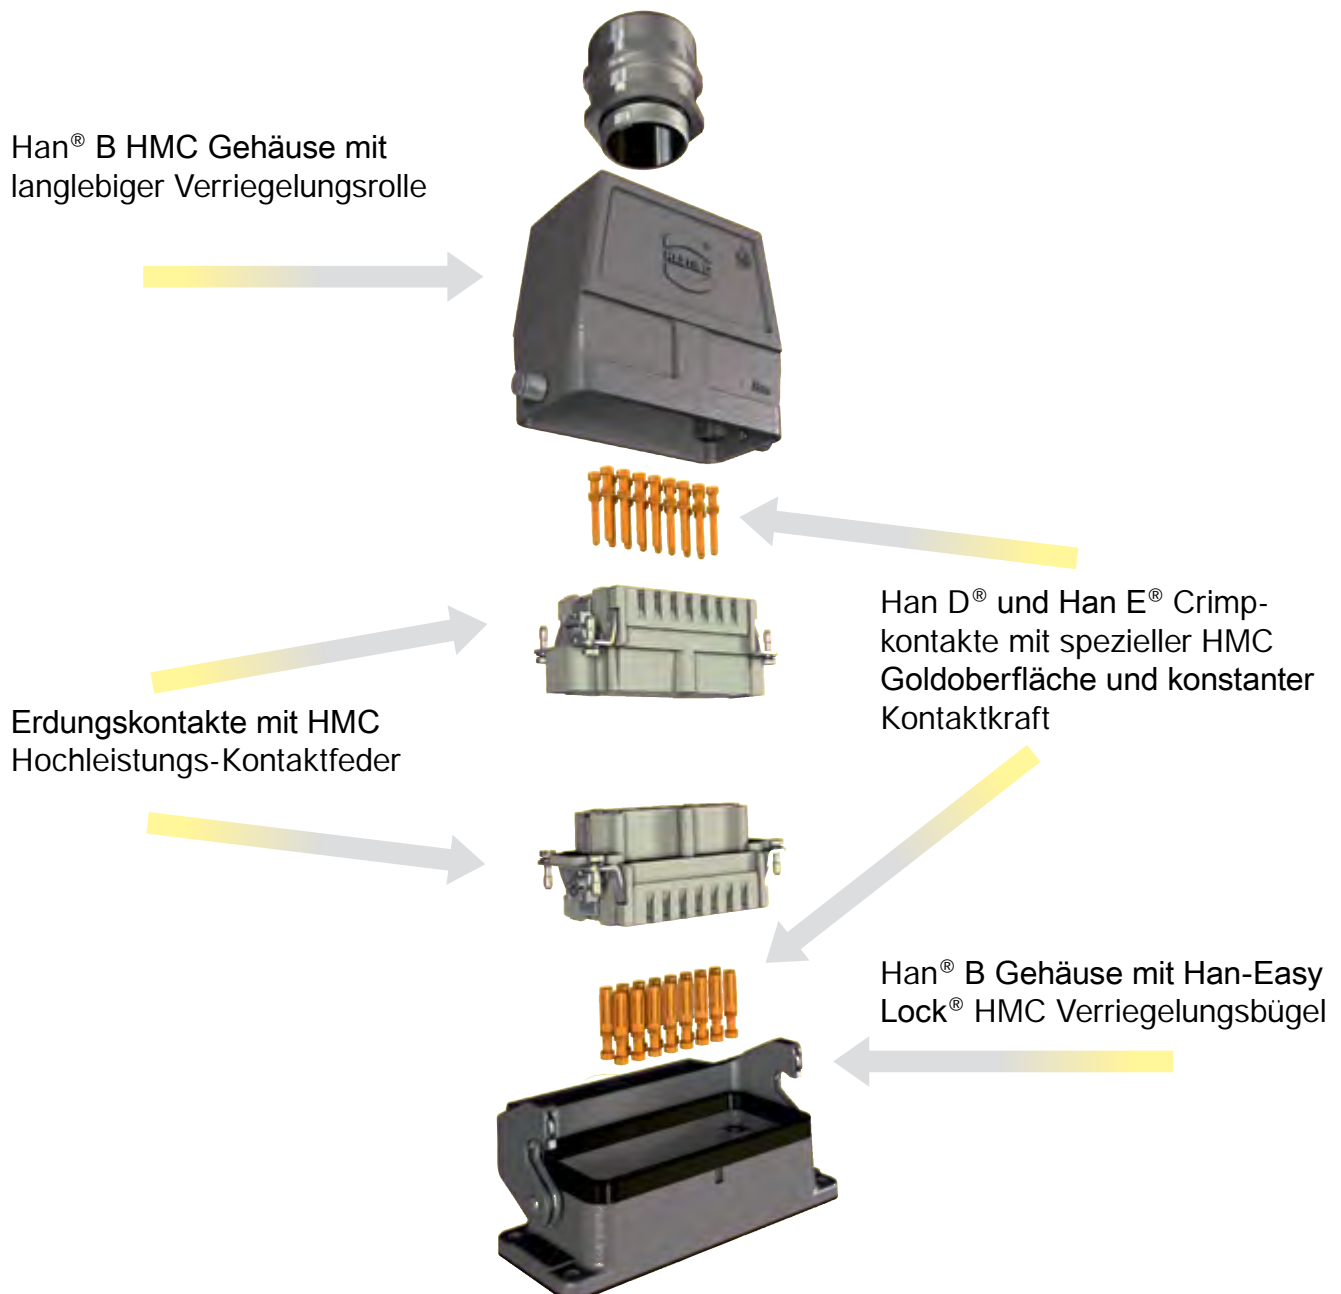 Han® B HMC Gehäuse mit
langlebiger Verriegelungsrolle
HARTING
Han D® und Han E® Crimp-
kontakte mit spezieller HMC
Goldoberfläche und konstanter
Kontaktkraft
Erdungskontakte mit HMC
Hochleistungs-Kontaktfeder
Han® B Gehäuse mit Han-Easy
Lock® HMC Verriegelungsbügel